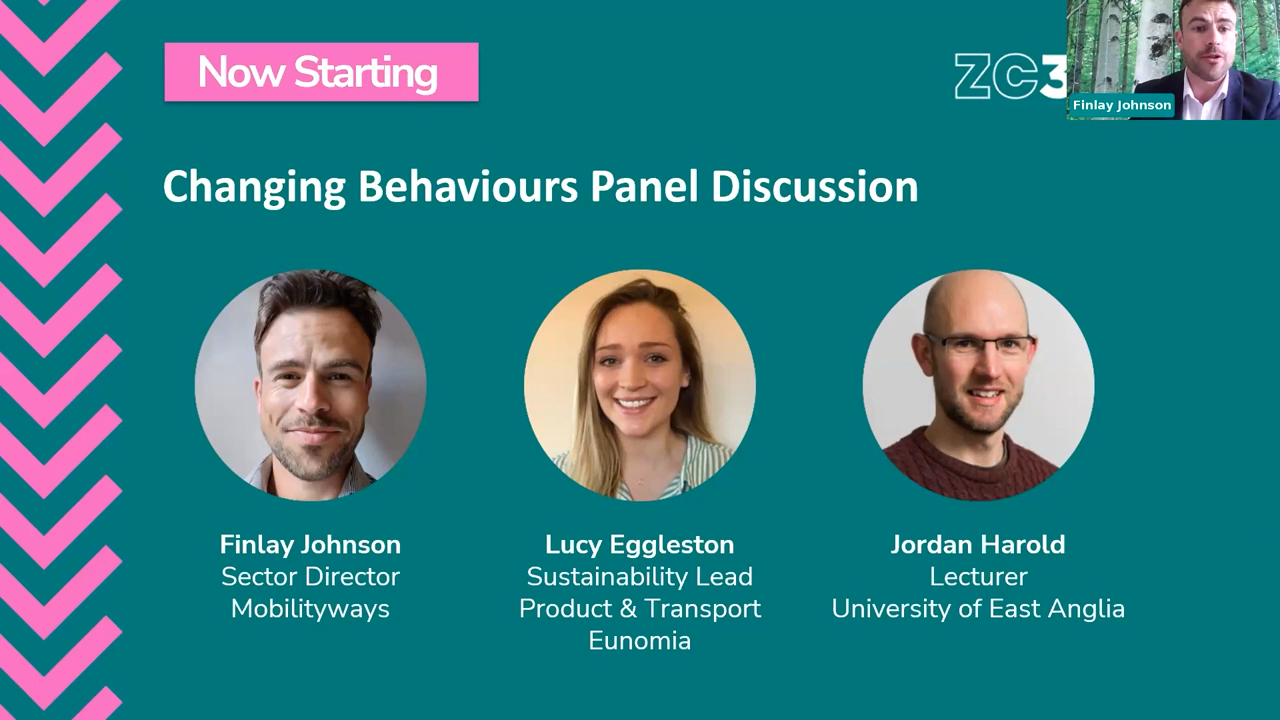 Now Starting
ZC3
Finlay Johnson
Changing Behaviours Panel Discussion
Finlay Johnson
Sector Director
Mobilityways
Lucy Eggleston
Sustainability Lead
Product & Transport
Eunomia
Jordan Harold
Lecturer
University of East Anglia